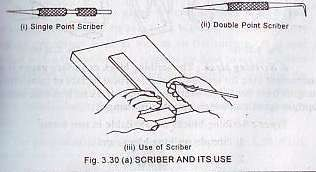 (i) Single Point Scriber
(ii) Double Point Scriber
(iii) Use of Scriber
Fig. 3.30 (a) SCRIBER AND ITS USE